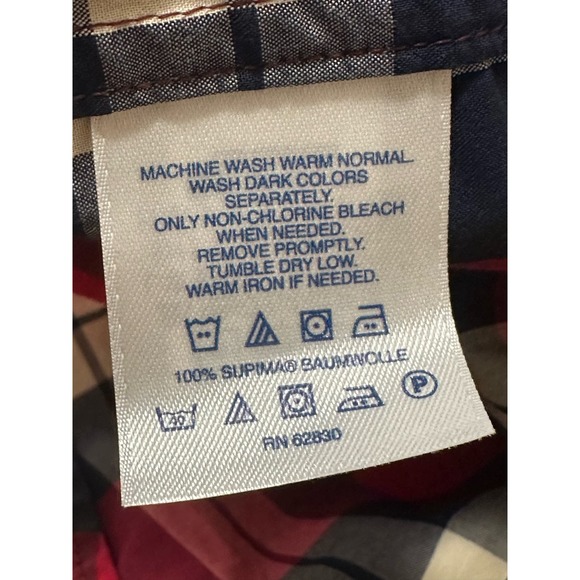 MACHINE WASH WARM NORMAL.
WASH DARK COLORS
SEPARATELY.
ONLY NON-CHLORINE BLEACH
WHEN NEEDED.
REMOVE PROMPTLY.
TUMBLE DRY LOW.
WARM IRON IF NEEDED.
100% SUPIMA® BAUMWOLLE
40 P
RN 62830